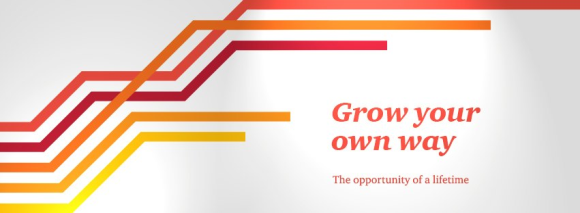 Grow your
own way
The opportunity of a lifetime